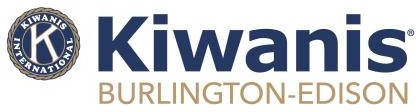 KIWANIS
K
INTERNATIONAL
Kiwanis®
BURLINGTON-EDISON